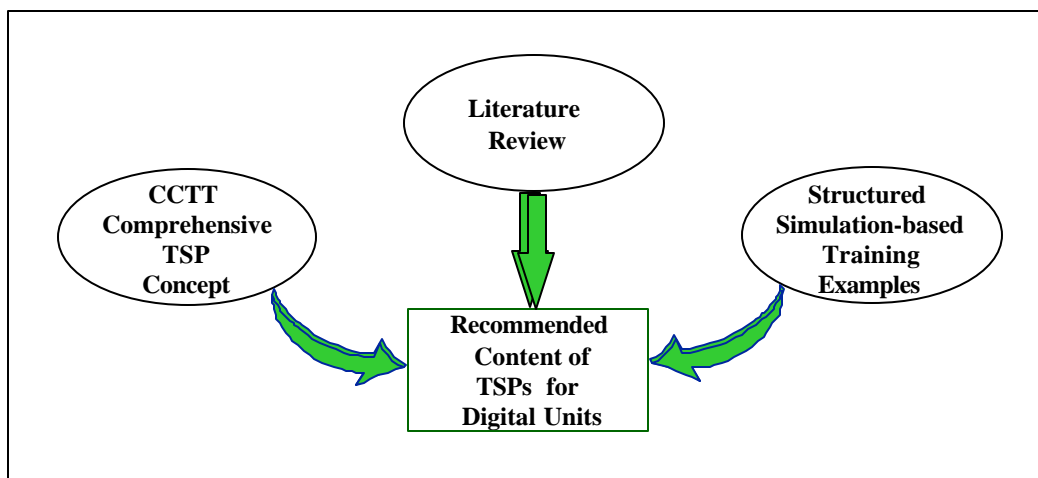 Literature
Review
CCTT
Comprehensive
TSP
Concept
Structured
Simulation-based
Training
Examples
Recommended
Content of
TSPs for
Digital Units